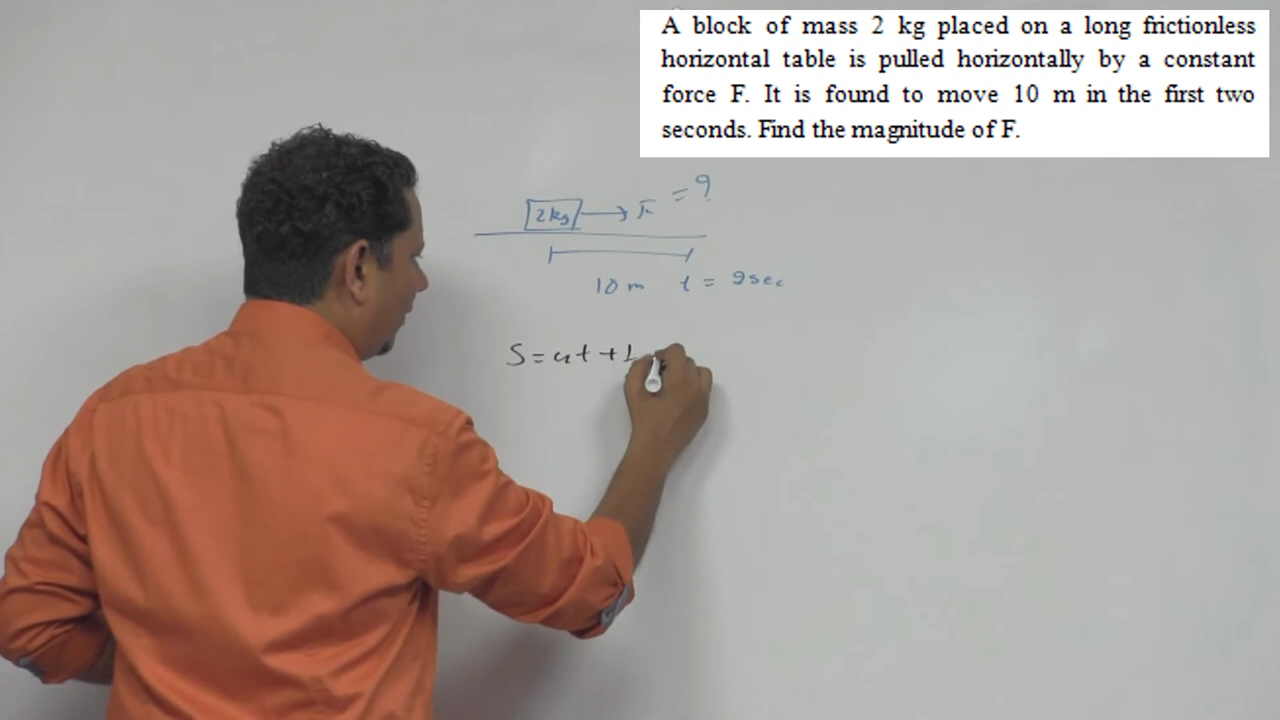 A block of mass 2 kg placed on a long frictionless
horizontal table is pulled horizontally by a constant
force F. It is found to move 10 m in the first two
seconds. Find the magnitude of F.
2kg → F = ?
10 m t = 2sec
S = ut + 1